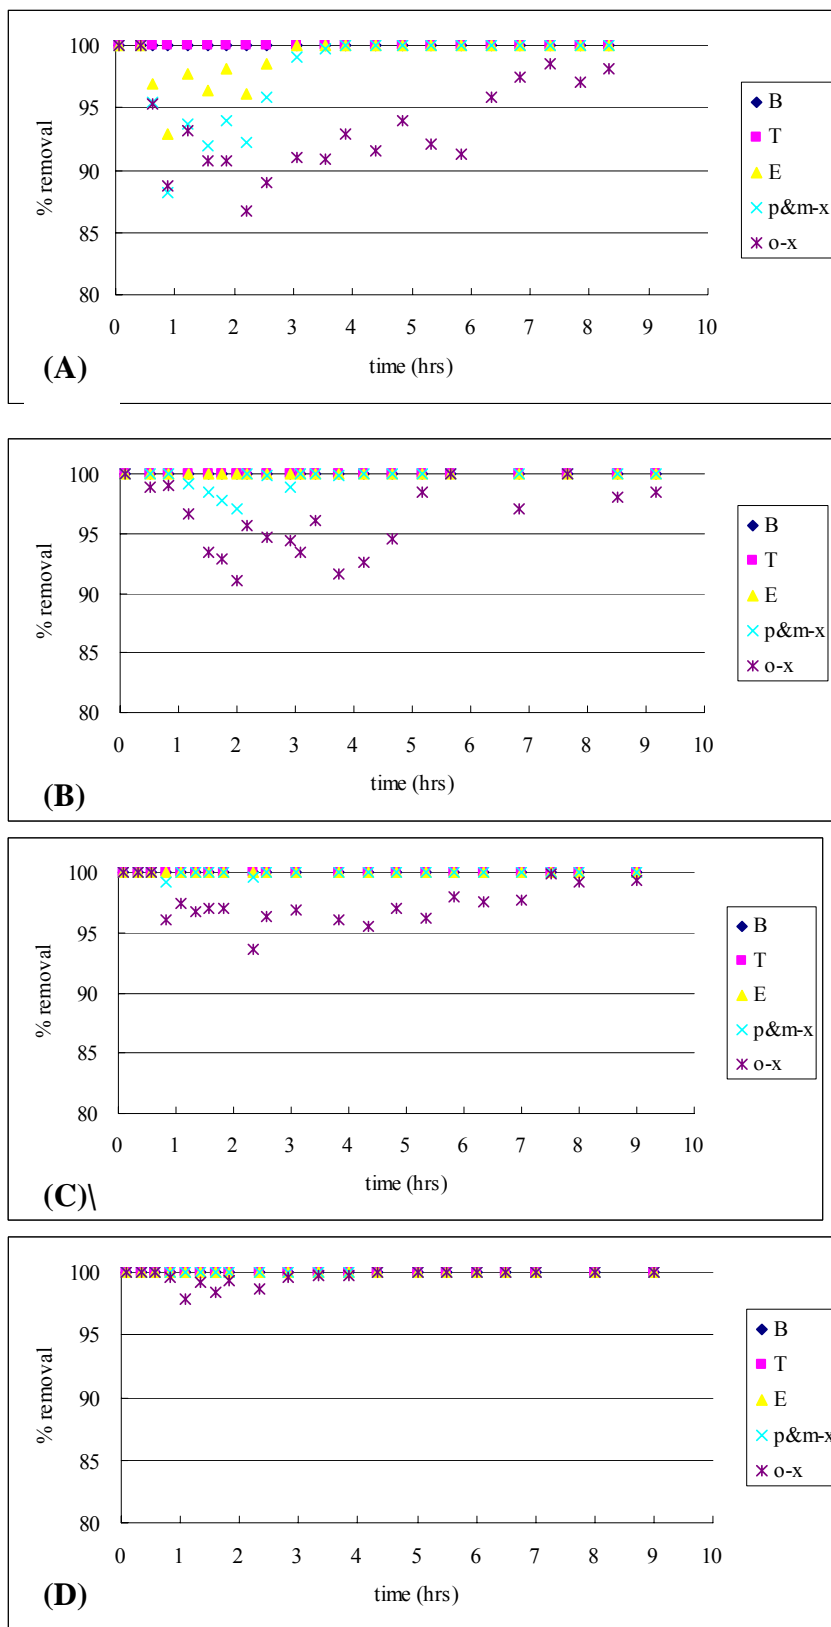 100
95
90
85
80
% removal
0 1 2 3 4 5 6 7 8 9 10
time (hrs)
B
T
E
p&m-x
o-x
(A)
100
95
90
85
80
% removal
0 1 2 3 4 5 6 7 8 9 10
time (hrs)
B
T
E
p&m-x
o-x
(B)
100
95
90
85
80
% removal
0 1 2 3 4 5 6 7 8 9 10
time (hrs)
B
T
E
p&m-x
o-x
(C)\
100
95
90
85
80
% removal
0 1 2 3 4 5 6 7 8 9 10
time (hrs)
B
T
E
p&m-x
o-x
(D)